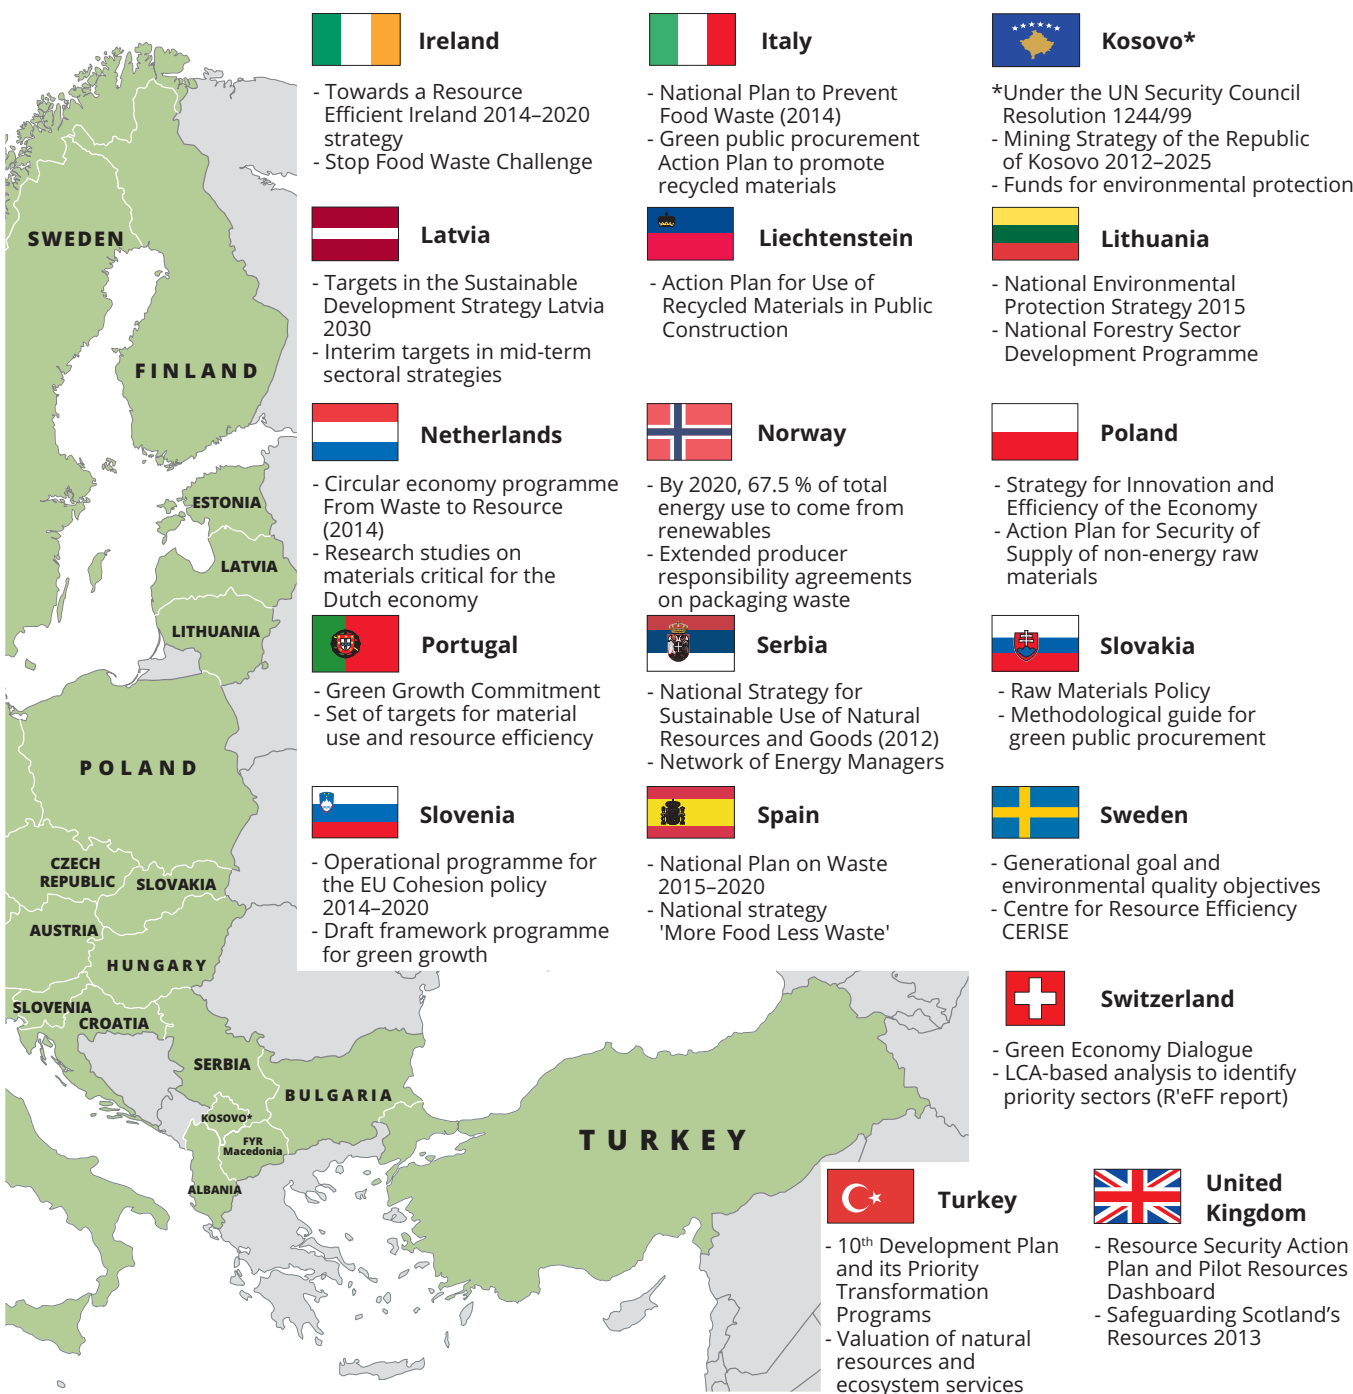 Ireland
- Towards a Resource
Efficient Ireland 2014–2020
strategy
- Stop Food Waste Challenge
Italy
- National Plan to Prevent
Food Waste (2014)
- Green public procurement
Action Plan to promote
recycled materials
Kosovo*
*Under the UN Security Council
Resolution 1244/99
- Mining Strategy of the Republic
of Kosovo 2012–2025
- Funds for environmental protection
Latvia
- Targets in the Sustainable
Development Strategy Latvia
2030
- Interim targets in mid-term
sectoral strategies
Liechtenstein
- Action Plan for Use of
Recycled Materials in Public
Construction
Lithuania
- National Environmental
Protection Strategy 2015
- National Forestry Sector
Development Programme
Netherlands
- Circular economy programme
From Waste to Resource
(2014)
- Research studies on
materials critical for the
Dutch economy
Norway
- By 2020, 67.5 % of total
energy use to come from
renewables
- Extended producer
responsibility agreements
on packaging waste
Poland
- Strategy for Innovation and
Efficiency of the Economy
- Action Plan for Security of
Supply of non-energy raw
materials
Portugal
- Green Growth Commitment
- Set of targets for material
use and resource efficiency
Serbia
- National Strategy for
Sustainable Use of Natural
Resources and Goods (2012)
- Network of Energy Managers
Slovakia
- Raw Materials Policy
- Methodological guide for
green public procurement
Slovenia
- Operational programme for
the EU Cohesion policy
2014–2020
- Draft framework programme
for green growth
Spain
- National Plan on Waste
2015–2020
- National strategy
'More Food Less Waste'
Sweden
- Generational goal and
environmental quality objectives
- Centre for Resource Efficiency
CERISE
Switzerland
- Green Economy Dialogue
- LCA-based analysis to identify
priority sectors (R'eFF report)
Turkey
- 10th Development Plan
and its Priority
Transformation
Programs
- Valuation of natural
resources and
ecosystem services
United
Kingdom
- Resource Security Action
Plan and Pilot Resources
Dashboard
- Safeguarding Scotland's
Resources 2013
SWEDEN
FINLAND
ESTONIA
LATVIA
LITHUANIA
POLAND
CZECH
REPUBLIC
SLOVAKIA
AUSTRIA
HUNGARY
SLOVENIA
CROATIA
SERBIA
BULGARIA
KOSOVO*
FYR
Macedonia
ALBANIA
TURKEY